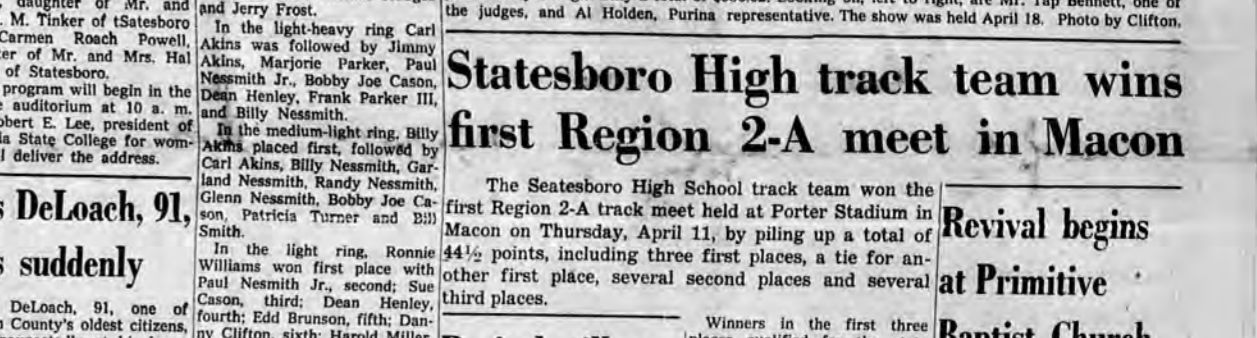 daughter of Mr. and
. M. Tinker of tSatesboro
Carmen Roach Powell,
er of Mr. and Mrs. Hal
of Statesboro.
program will begin in the
auditorium at 10 a. m.
obert E. Lee, president of
ia State College for wom-
l deliver the address.
s DeLoach, 91,
s suddenly
DeLoach, 91, one of
County's oldest citizens,
and Jerry Frost.
In the light-heavy ring Carl
Akins was followed by Jimmy
Akins, Marjorie Parker, Paul
Nessmith Jr., Bobby Joe Cason,
Dean Henley, Frank Parker III,
and Billy Nessmith.
In the medium-light ring, Billy
Akins placed first, followed by
Carl Akins, Billy Nessmith, Gar-
land Nessmith, Randy Nessmith,
Glenn Nessmith, Bobby Joe Ca-
son, Patricia Turner and Bill
Smith.
In the light ring, Ronnie
Williams won first place with
Paul Nesmith Jr., second; Sue
Cason, third; Dean Henley,
fourth; Edd Brunson, fifth; Dan-
ny Clifton, sixth; Harold Miller,
the judges, and Al Holden, Purina representative. The show was held April 18. Photo by Clifton,
Statesboro High track team wins
first Region 2-A meet in Macon
The Seatesboro High School track team won the
first Region 2-A track meet held at Porter Stadium in
Macon on Thursday, April 11, by piling up a total of
44½ points, including three first places, a tie for an-
other first place, several second places and several
third places.
Winners in the first three
Revival begins
at Primitive
Baptist Church